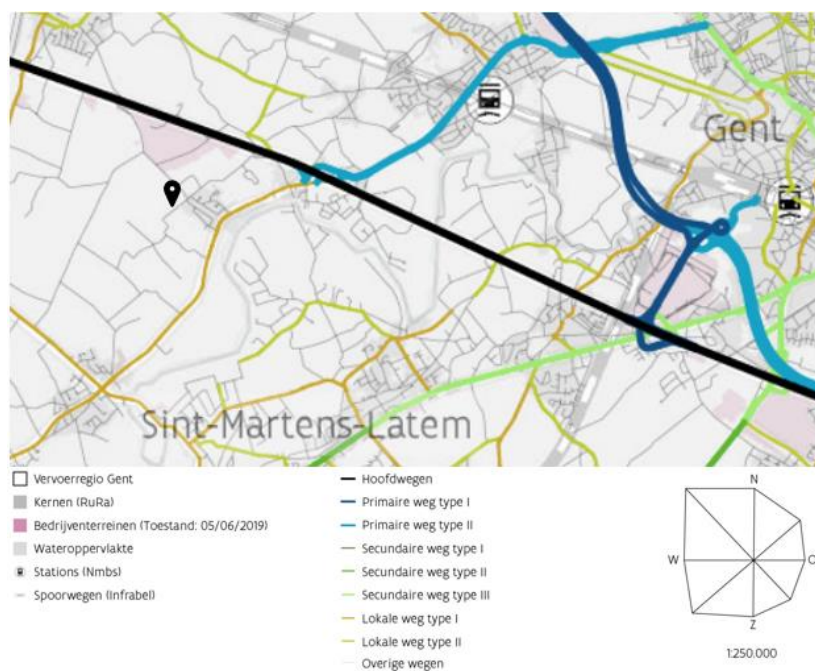 Gent
Sint-Martens-Latem
Vervoerregio Gent
Kernen (RuRa)
Bedrijventerreinen (Toestand: 05/06/2019)
Wateroppervlakte
Stations (Nmbs)
Spoorwegen (Infrabel)
Hoofdwegen
Primaire weg type I
Primaire weg type II
Secundaire weg type I
Secundaire weg type II
Secundaire weg type III
Lokale weg type I
Lokale weg type II
Overige wegen
N
W
O
Z
1:250.000